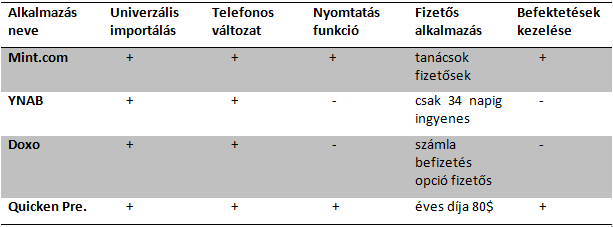 Alkalmazás neve | Univerzális importálás | Telefonos változat | Nyomtatás funkció | Fizetős alkalmazás | Befektetések kezelése
Mint.com | + | + | + | tanácsok fizetősek | +
YNAB | + | + | - | csak 34 napig ingyenes | -
Doxo | + | + | - | számla befizetés opció fizetős | -
Quicken Pre. | + | + | + | éves díja 80$ | +